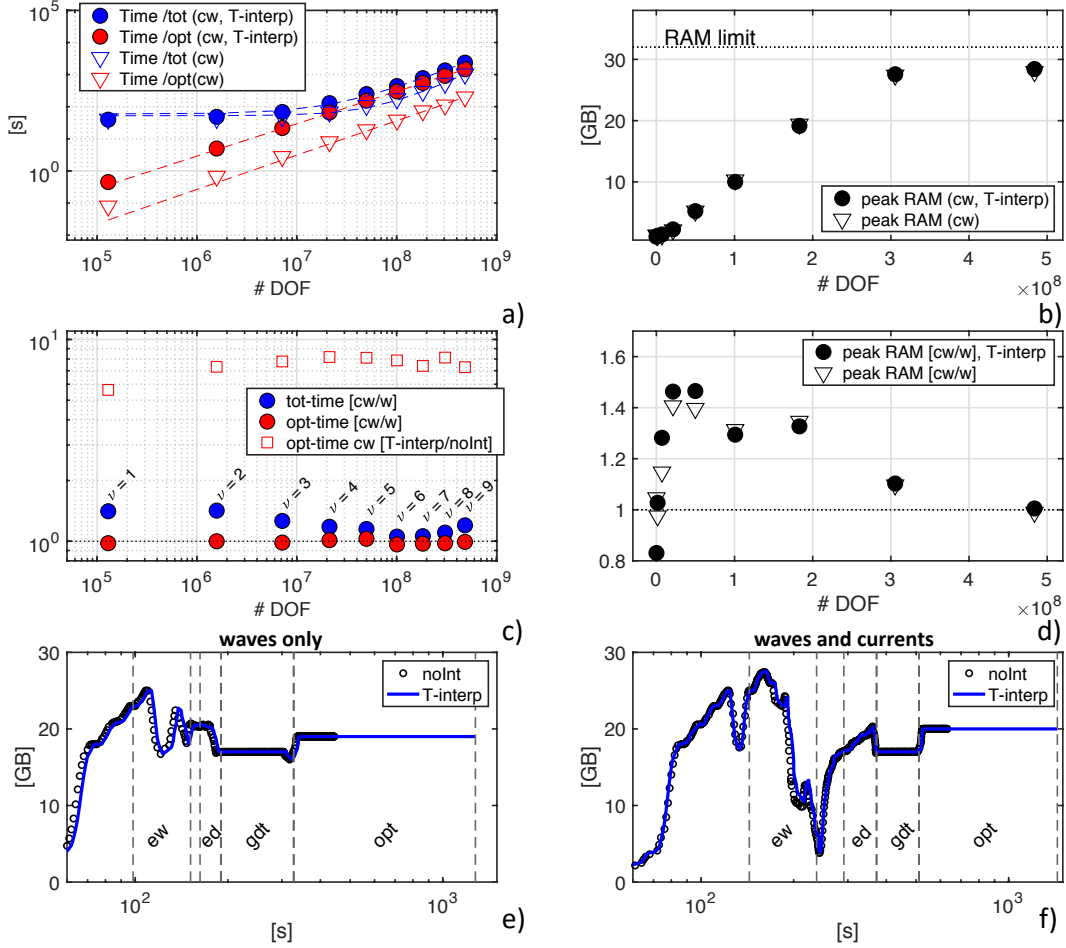 10^5
10^0
[s]
Time /tot (cw, T-interp)
Time /opt (cw, T-interp)
Time /tot (cw)
Time /opt(cw)
10^5 10^6 10^7 10^8 10^9
# DOF
a)
30
20
10
[GB]
RAM limit
peak RAM (cw, T-interp)
peak RAM (cw)
0 1 2 3 4 5
# DOF
×10^8
b)
10^1
10^0
tot-time [cw/w]
opt-time [cw/w]
opt-time cw [T-interp/noInt]
ν = 1
ν = 2
ν = 3
ν = 4
ν = 5
ν = 6
ν = 7
ν = 8
ν = 9
10^5 10^6 10^7 10^8 10^9
# DOF
c)
1.6
1.4
1.2
1
0.8
peak RAM [cw/w], T-interp
peak RAM [cw/w]
0 1 2 3 4 5
# DOF
×10^8
d)
waves only
30
20
10
0
[GB]
noInt
T-interp
ew
ed
gdt
opt
10^2 10^3
[s]
e)
waves and currents
30
20
10
0
[GB]
noInt
T-interp
ew
ed
gdt
opt
10^2 10^3
[s]
f)